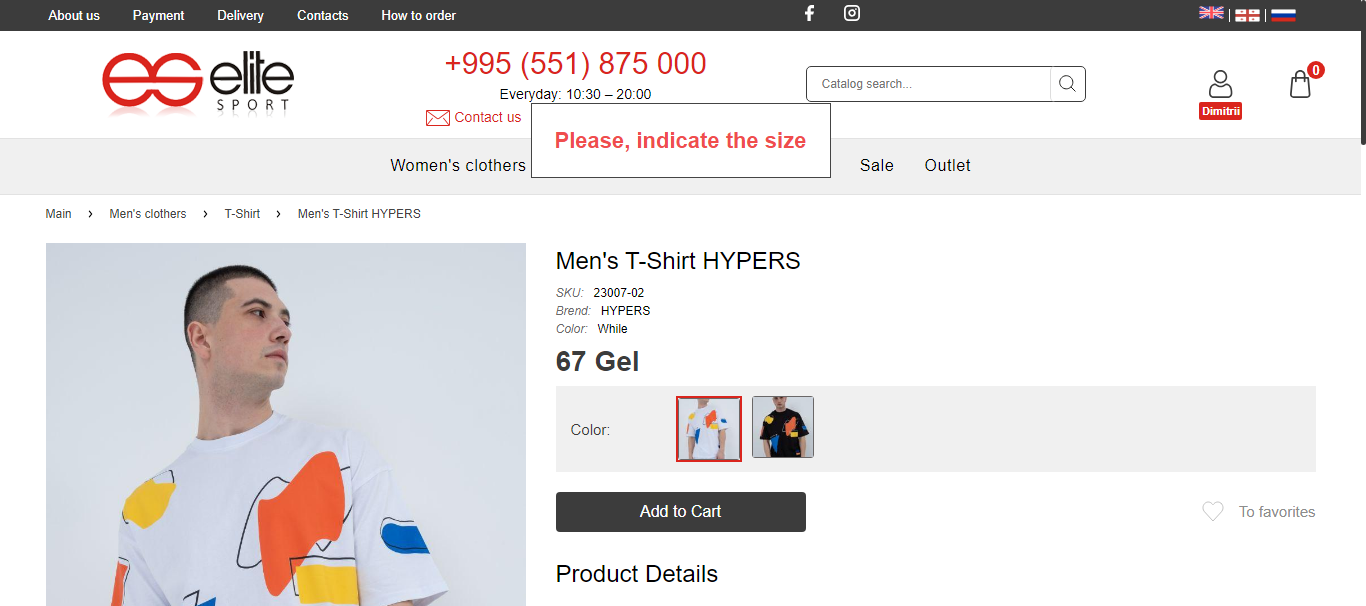 About us Payment Delivery Contacts How to order
elite
SPORT
+995 (551) 875 000
Everyday: 10:30 – 20:00
Contact us
Catalog search...
0
Dimitrii
Please, indicate the size
Women's clothers Sale Outlet
Main › Men's clothers › T-Shirt › Men's T-Shirt HYPERS
Men's T-Shirt HYPERS
SKU: 23007-02
Brend: HYPERS
Color: While
67 Gel
Color:
Add to Cart
To favorites
Product Details